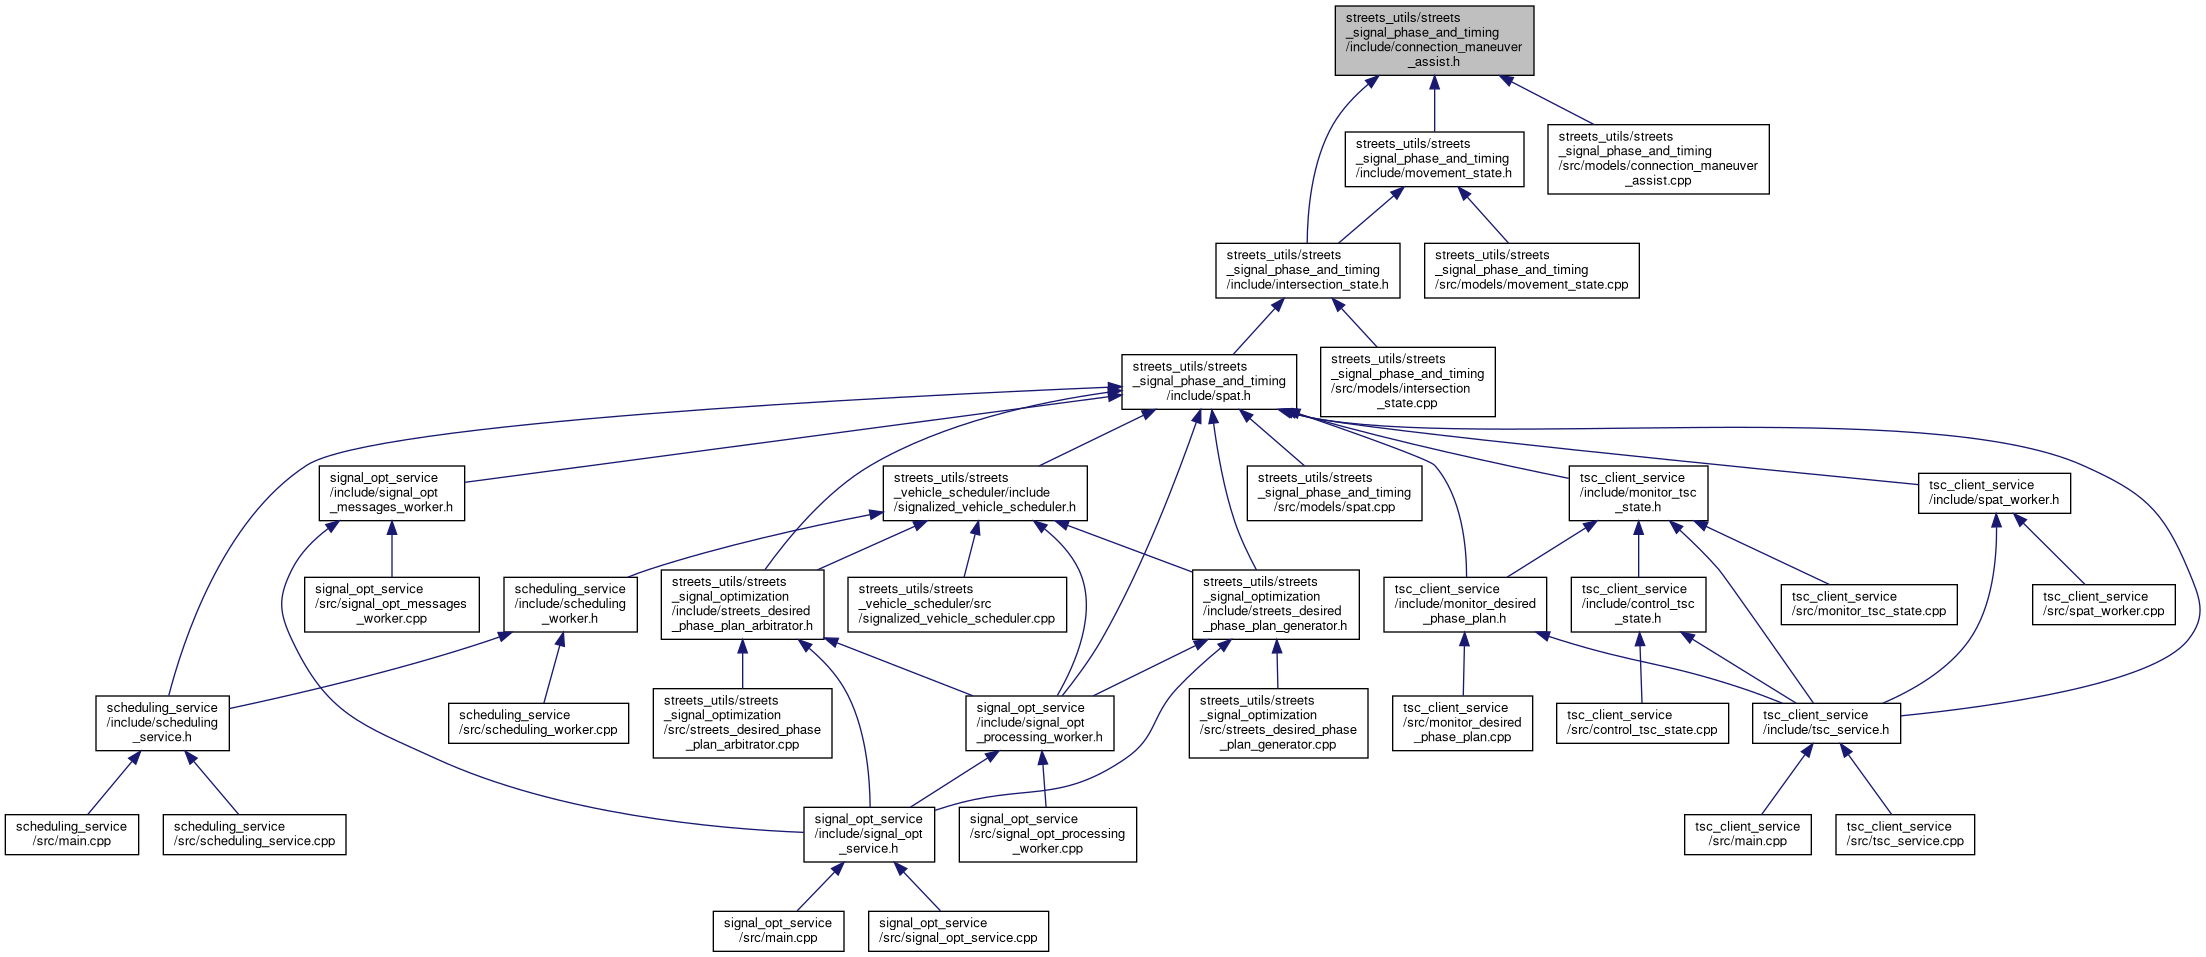 streets_utils/streets
_signal_phase_and_timing
/include/connection_maneuver
_assist.h
streets_utils/streets
_signal_phase_and_timing
/include/movement_state.h
streets_utils/streets
_signal_phase_and_timing
/src/models/connection_maneuver
_assist.cpp
streets_utils/streets
_signal_phase_and_timing
/include/intersection_state.h
streets_utils/streets
_signal_phase_and_timing
/src/models/movement_state.cpp
streets_utils/streets
_signal_phase_and_timing
/include/spat.h
streets_utils/streets
_signal_phase_and_timing
/src/models/intersection
_state.cpp
signal_opt_service
/include/signal_opt
_messages_worker.h
streets_utils/streets
_vehicle_scheduler/include
/signalized_vehicle_scheduler.h
streets_utils/streets
_signal_phase_and_timing
/src/models/spat.cpp
tsc_client_service
/include/monitor_tsc
_state.h
tsc_client_service
/include/spat_worker.h
signal_opt_service
/src/signal_opt_messages
_worker.cpp
scheduling_service
/include/scheduling
_worker.h
streets_utils/streets
_signal_optimization
/include/streets_desired
_phase_plan_arbitrator.h
streets_utils/streets
_vehicle_scheduler/src
/signalized_vehicle_scheduler.cpp
streets_utils/streets
_signal_optimization
/include/streets_desired
_phase_plan_generator.h
tsc_client_service
/include/monitor_desired
_phase_plan.h
tsc_client_service
/include/control_tsc
_state.h
tsc_client_service
/src/monitor_tsc_state.cpp
tsc_client_service
/src/spat_worker.cpp
scheduling_service
/include/scheduling
_service.h
scheduling_service
/src/scheduling_worker.cpp
streets_utils/streets
_signal_optimization
/src/streets_desired_phase
_plan_arbitrator.cpp
signal_opt_service
/include/signal_opt
_processing_worker.h
streets_utils/streets
_signal_optimization
/src/streets_desired_phase
_plan_generator.cpp
tsc_client_service
/src/monitor_desired
_phase_plan.cpp
tsc_client_service
/src/control_tsc_state.cpp
tsc_client_service
/include/tsc_service.h
scheduling_service
/src/main.cpp
scheduling_service
/src/scheduling_service.cpp
signal_opt_service
/include/signal_opt
_service.h
signal_opt_service
/src/signal_opt_processing
_worker.cpp
tsc_client_service
/src/main.cpp
tsc_client_service
/src/tsc_service.cpp
signal_opt_service
/src/main.cpp
signal_opt_service
/src/signal_opt_service.cpp